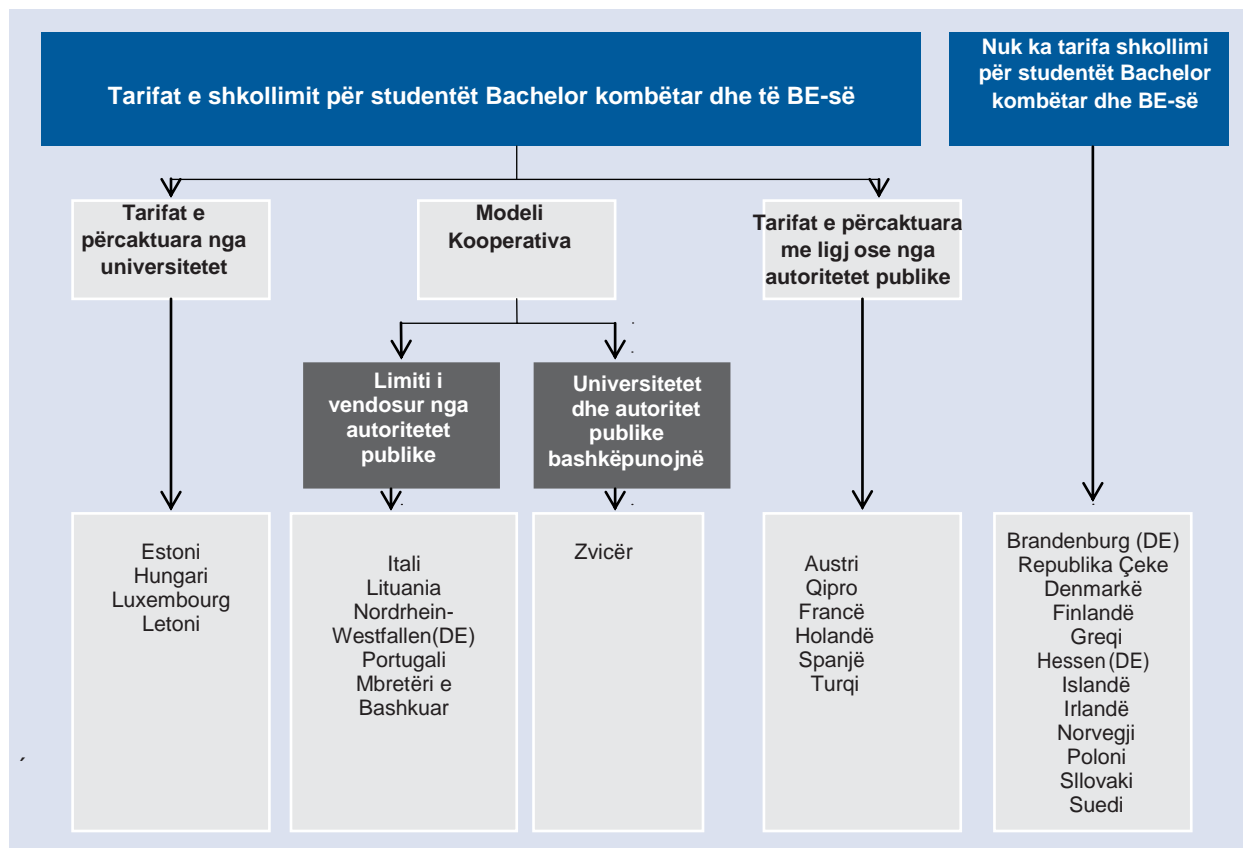 Tarifat e shkollimit për studentët Bachelor kombëtar dhe të BE-së
Nuk ka tarifa shkollimi
për studentët Bachelor
kombëtar dhe BE-së
Tarifat e
përcaktuara nga
universitetet
Modeli
Kooperativa
Tarifat e përcaktuara
me ligj ose nga
autoritetet publike
Limiti i
vendosur nga
autoritetet
publike
Universitetet
dhe autoritet
publike
bashkëpunojnë
Estoni
Hungari
Luxembourg
Letoni
Itali
Lituania
Nordrhein-
Westfallen(DE)
Portugali
Mbretëri e
Bashkuar
Zvicër
Austri
Qipro
Francë
Holandë
Spanjë
Turqi
Brandenburg (DE)
Republika Çeke
Denmarkë
Finlandë
Greqi
Hessen (DE)
Islandë
Irlandë
Norvegji
Poloni
Sllovaki
Suedi